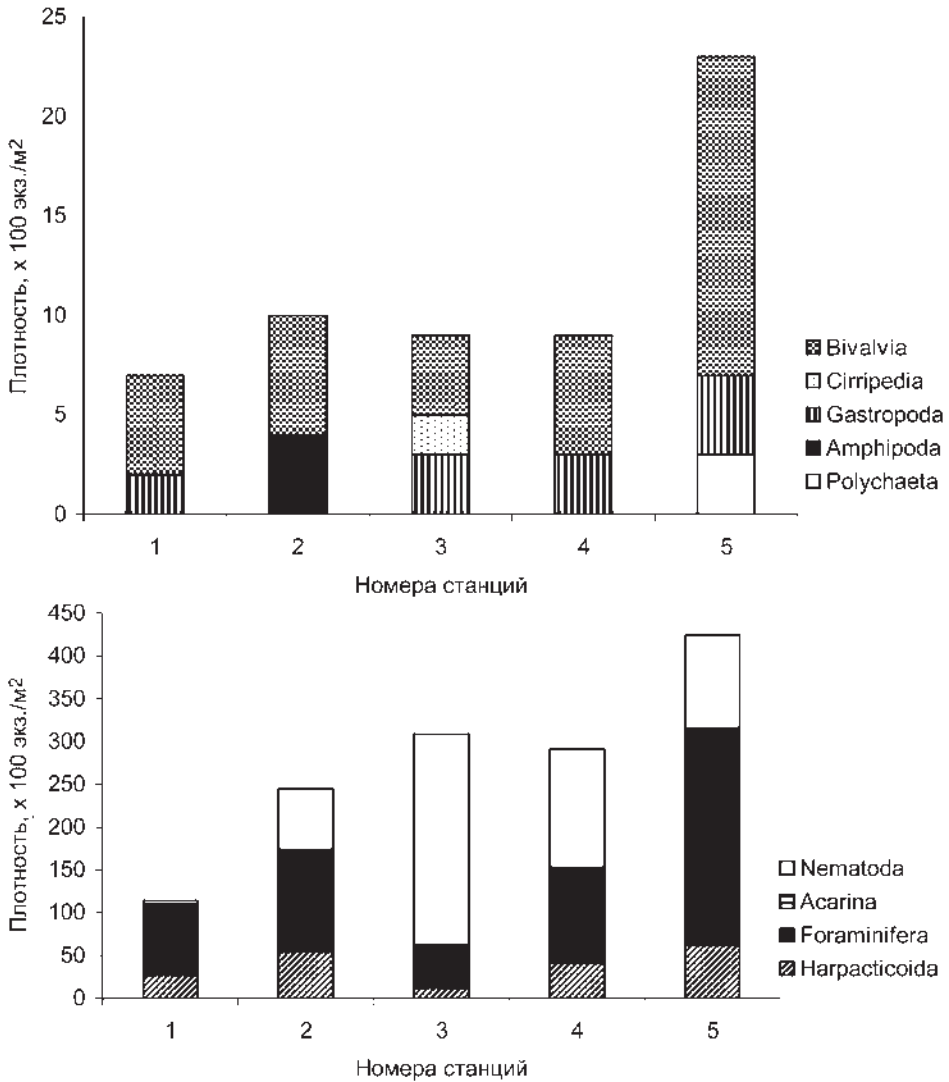 Плотность, х 100 экз./м²
25
20
15
10
5
0
1 2 3 4 5
Номера станций
Bivalvia
Cirripedia
Gastropoda
Amphipoda
Polychaeta
Плотность, х 100 экз./м²
450
400
350
300
250
200
150
100
50
0
1 2 3 4 5
Номера станций
Nematoda
Acarina
Foraminifera
Harpacticoida